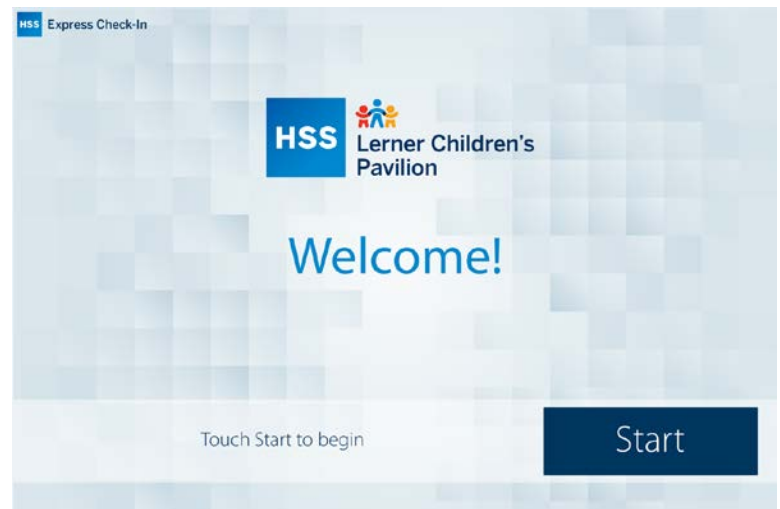 HSS Express Check-In
HSS
Lerner Children's
Pavilion
Welcome!
Touch Start to begin
Start